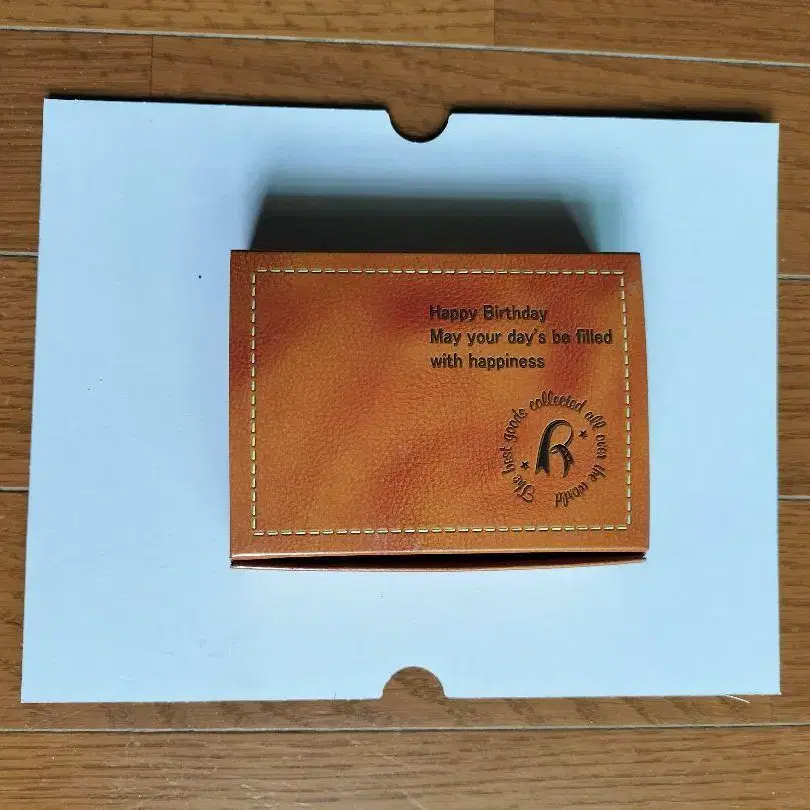 Happy Birthday
May your day's be filled
with happiness
The best goods collected all over the world
R